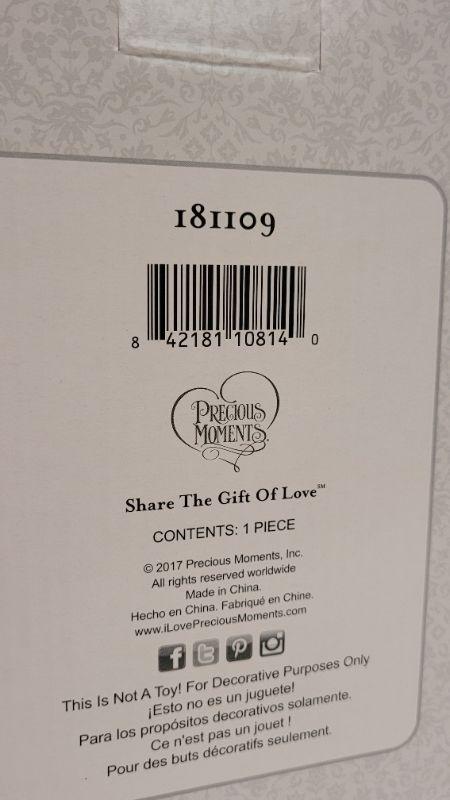 181109
8 42181 10814 0
PRECIOUS
MOMENTS®
Share The Gift Of Love℠
CONTENTS: 1 PIECE
© 2017 Precious Moments, Inc.
All rights reserved worldwide
Made in China.
Hecho en China. Fabriqué en Chine.
www.iLovePreciousMoments.com
This Is Not A Toy! For Decorative Purposes Only
¡Esto no es un juguete!
Para los propósitos decorativos solamente.
Ce n'est pas un jouet !
Pour des buts décoratifs seulement.